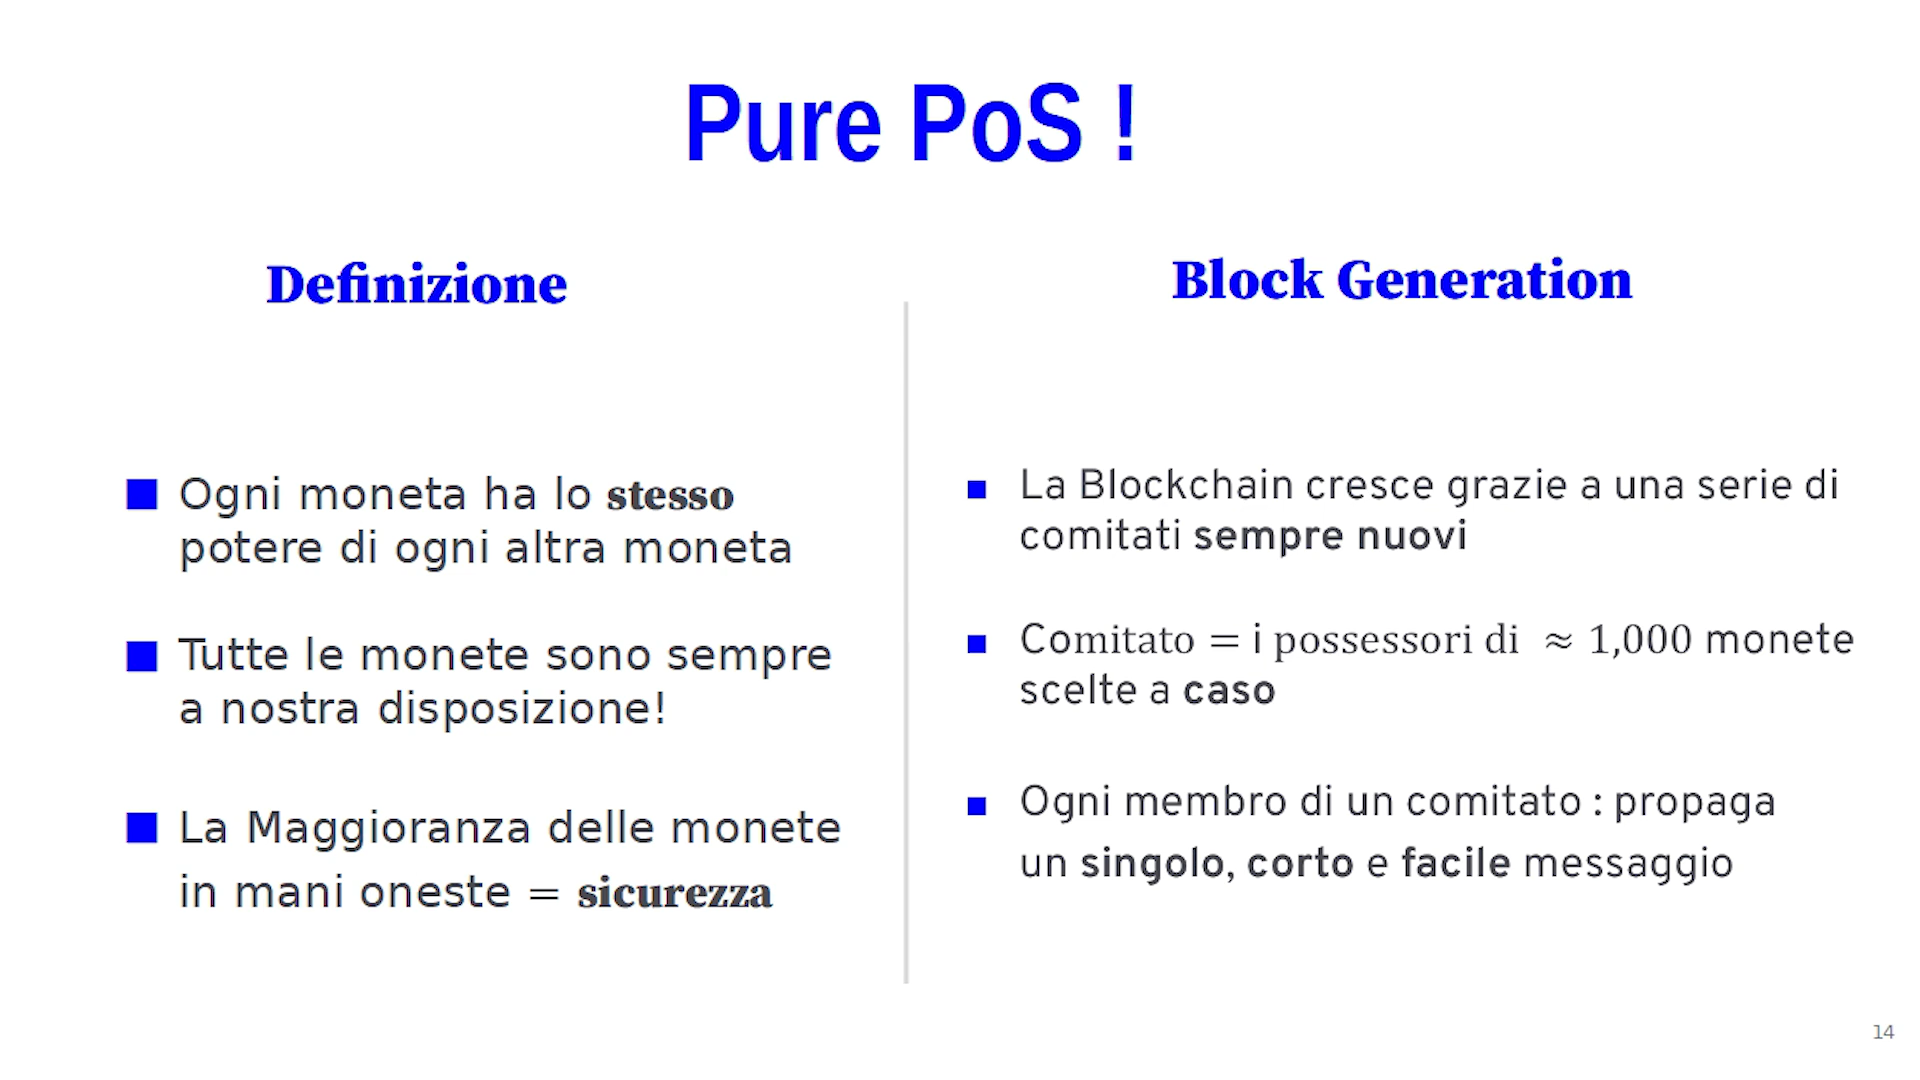 Pure PoS !
Definizione
Ogni moneta ha lo stesso
potere di ogni altra moneta
Tutte le monete sono sempre
a nostra disposizione!
La Maggioranza delle monete
in mani oneste = sicurezza
Block Generation
La Blockchain cresce grazie a una serie di
comitati sempre nuovi
Comitato = i possessori di ≈ 1,000 monete
scelte a caso
Ogni membro di un comitato : propaga
un singolo, corto e facile messaggio
14